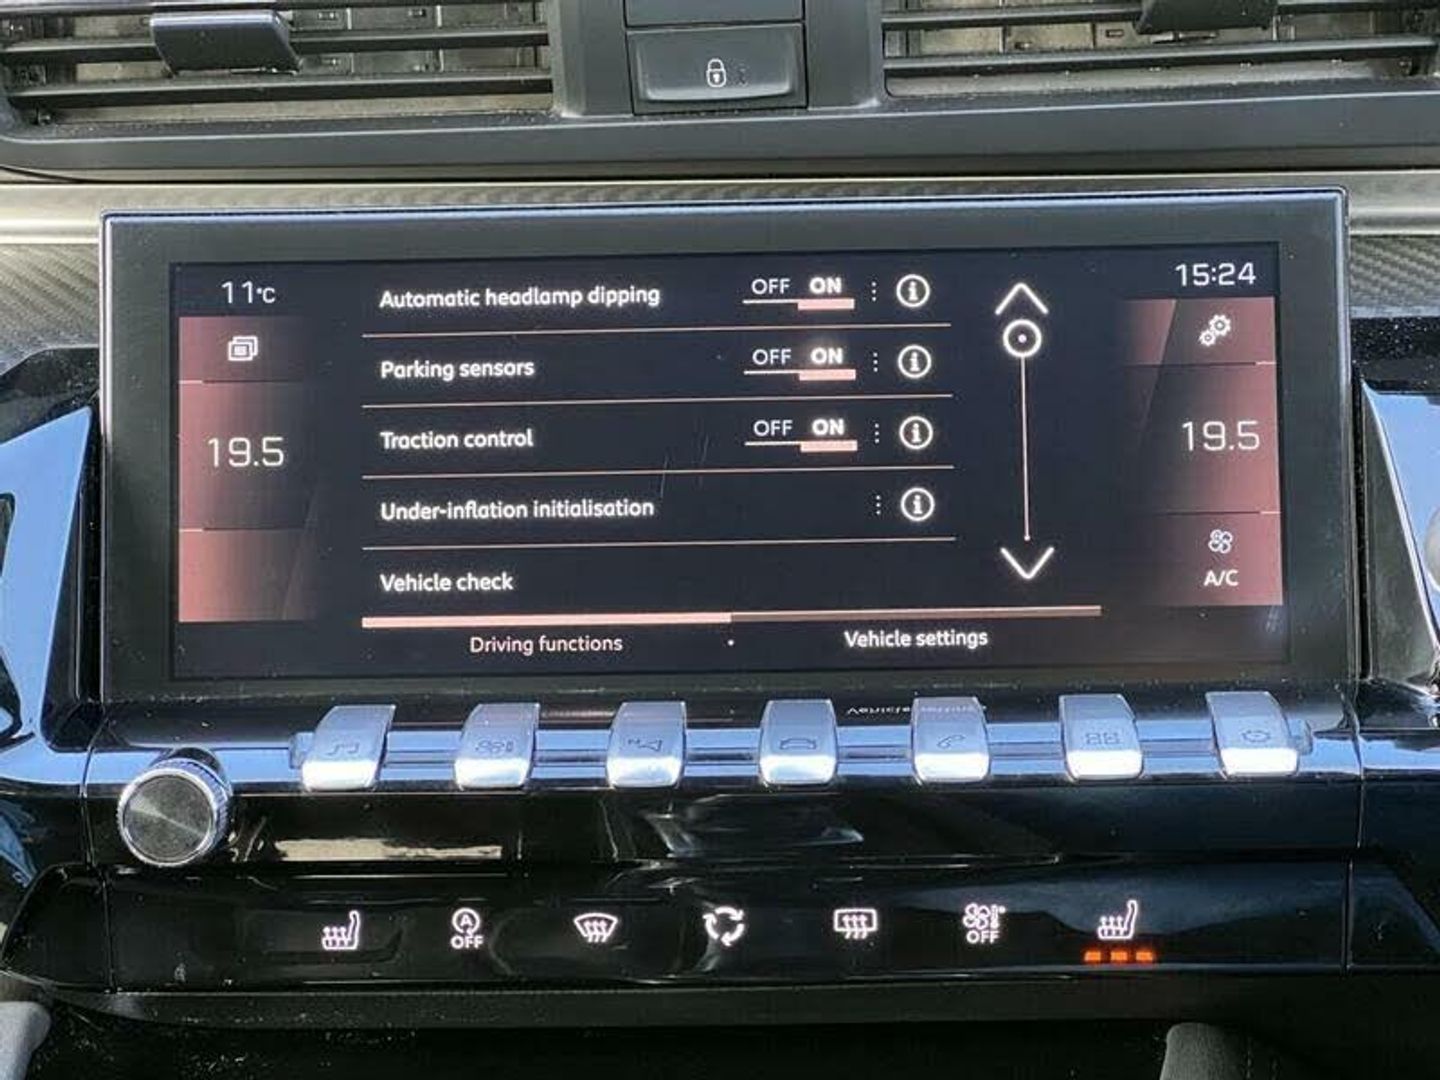 11°C
15:24
Automatic headlamp dipping OFF ON
Parking sensors OFF ON
19.5
Traction control OFF ON
19.5
Under-inflation initialisation
Vehicle check
A/C
Driving functions
Vehicle settings
A
OFF
OFF